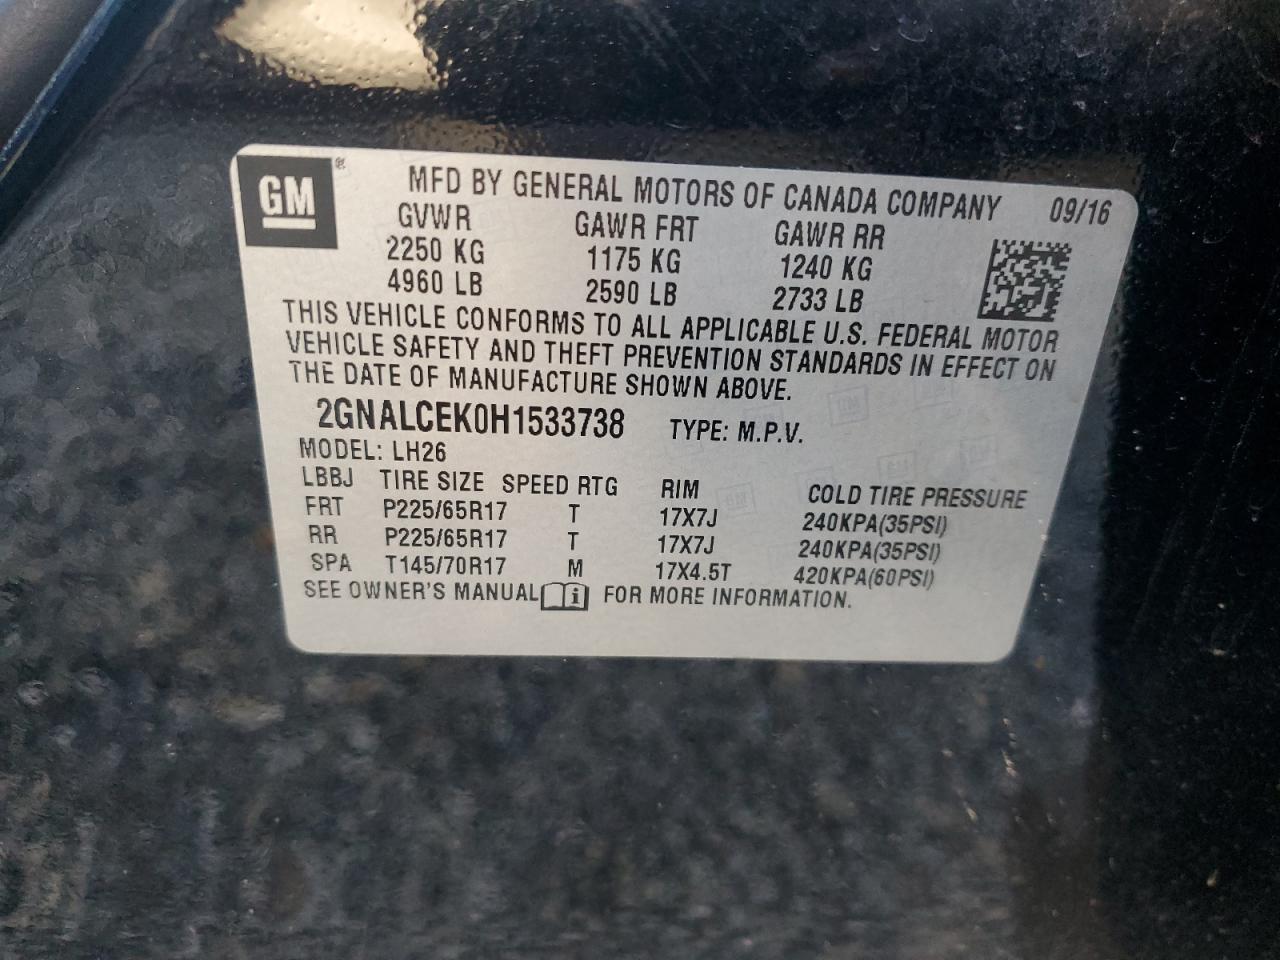 GM ®
MFD BY GENERAL MOTORS OF CANADA COMPANY 09/16
GVWR GAWR FRT GAWR RR
2250 KG 1175 KG 1240 KG
4960 LB 2590 LB 2733 LB
THIS VEHICLE CONFORMS TO ALL APPLICABLE U.S. FEDERAL MOTOR
VEHICLE SAFETY AND THEFT PREVENTION STANDARDS IN EFFECT ON
THE DATE OF MANUFACTURE SHOWN ABOVE.
2GNALCEK0H1533738 TYPE: M.P.V.
MODEL: LH26
LBBJ TIRE SIZE SPEED RTG RIM COLD TIRE PRESSURE
FRT P225/65R17 T 17X7J 240KPA(35PSI)
RR P225/65R17 T 17X7J 240KPA(35PSI)
SPA T145/70R17 M 17X4.5T 420KPA(60PSI)
SEE OWNER'S MANUAL i FOR MORE INFORMATION.